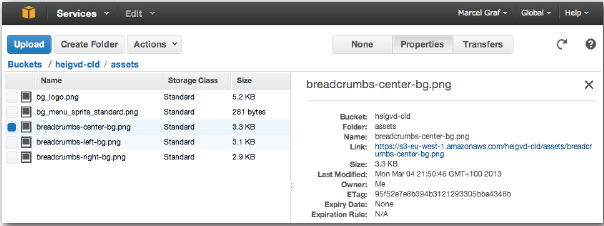 Services Edit Marcel Graf Global Help
Upload Create Folder Actions None Properties Transfers
Buckets / heigvd-cld / assets
Name Storage Class Size
bg_logo.png Standard 5.2 KB
bg_menu_sprite_standard.png Standard 281 bytes
breadcrumbs-center-bg.png Standard 3.3 KB
breadcrumbs-left-bg.png Standard 3.1 KB
breadcrumbs-right-bg.png Standard 2.9 KB
breadcrumbs-center-bg.png
Bucket: heigvd-cld
Folder: assets
Name: breadcrumbs-center-bg.png
Link: https://s3-eu-west-1.amazonaws.com/heigvd-cld/assets/breadcr
umbs-center-bg.png
Size: 3.3 KB
Last Modified: Mon Mar 04 21:50:46 GMT+100 2013
Owner: Me
ETag: 95f52e7e8b394b3121293305bba4348b
Expiry Date: None
Expiration Rule: N/A